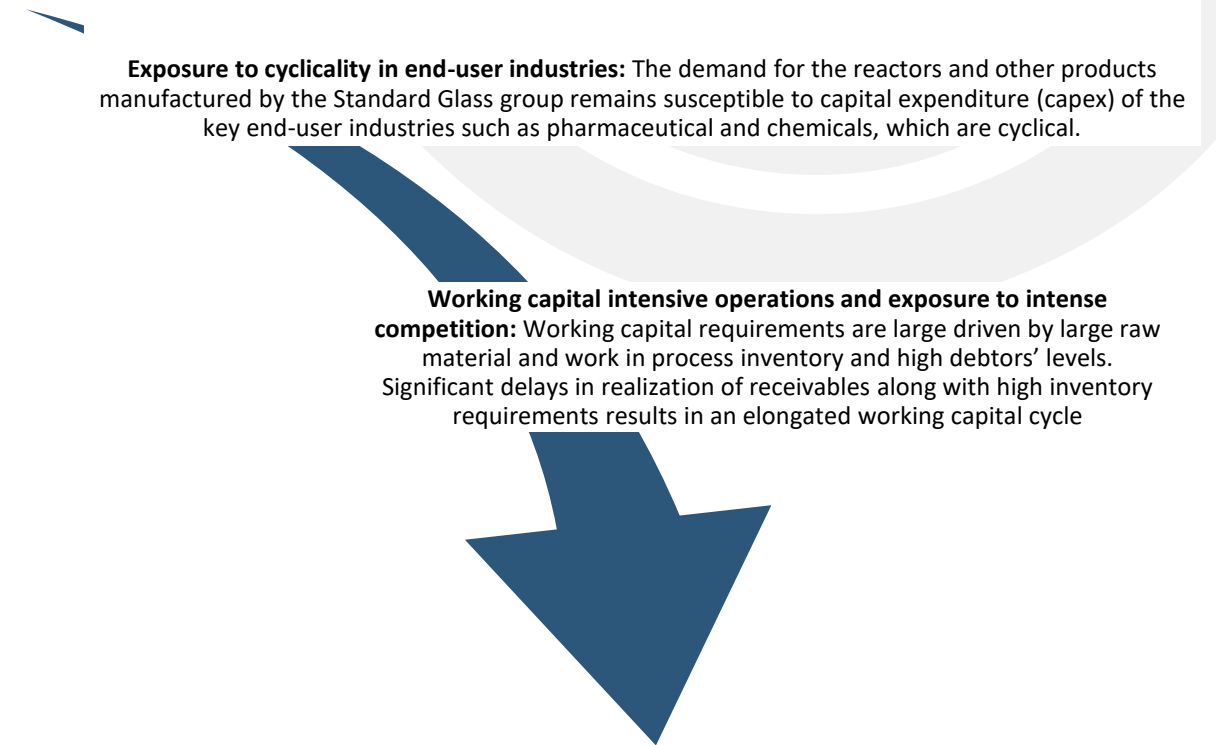 Exposure to cyclicality in end-user industries: The demand for the reactors and other products
manufactured by the Standard Glass group remains susceptible to capital expenditure (capex) of the
key end-user industries such as pharmaceutical and chemicals, which are cyclical.
Working capital intensive operations and exposure to intense
competition: Working capital requirements are large driven by large raw
material and work in process inventory and high debtors’ levels.
Significant delays in realization of receivables along with high inventory
requirements results in an elongated working capital cycle